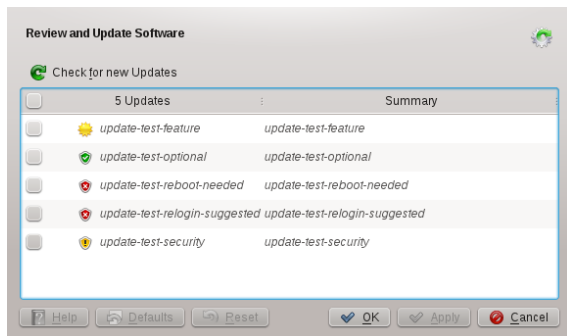 Review and Update Software
Check for new Updates
5 Updates Summary
update-test-feature update-test-feature
update-test-optional update-test-optional
update-test-reboot-needed update-test-reboot-needed
update-test-relogin-suggested update-test-relogin-suggested
update-test-security update-test-security
Help Defaults Reset OK Apply Cancel